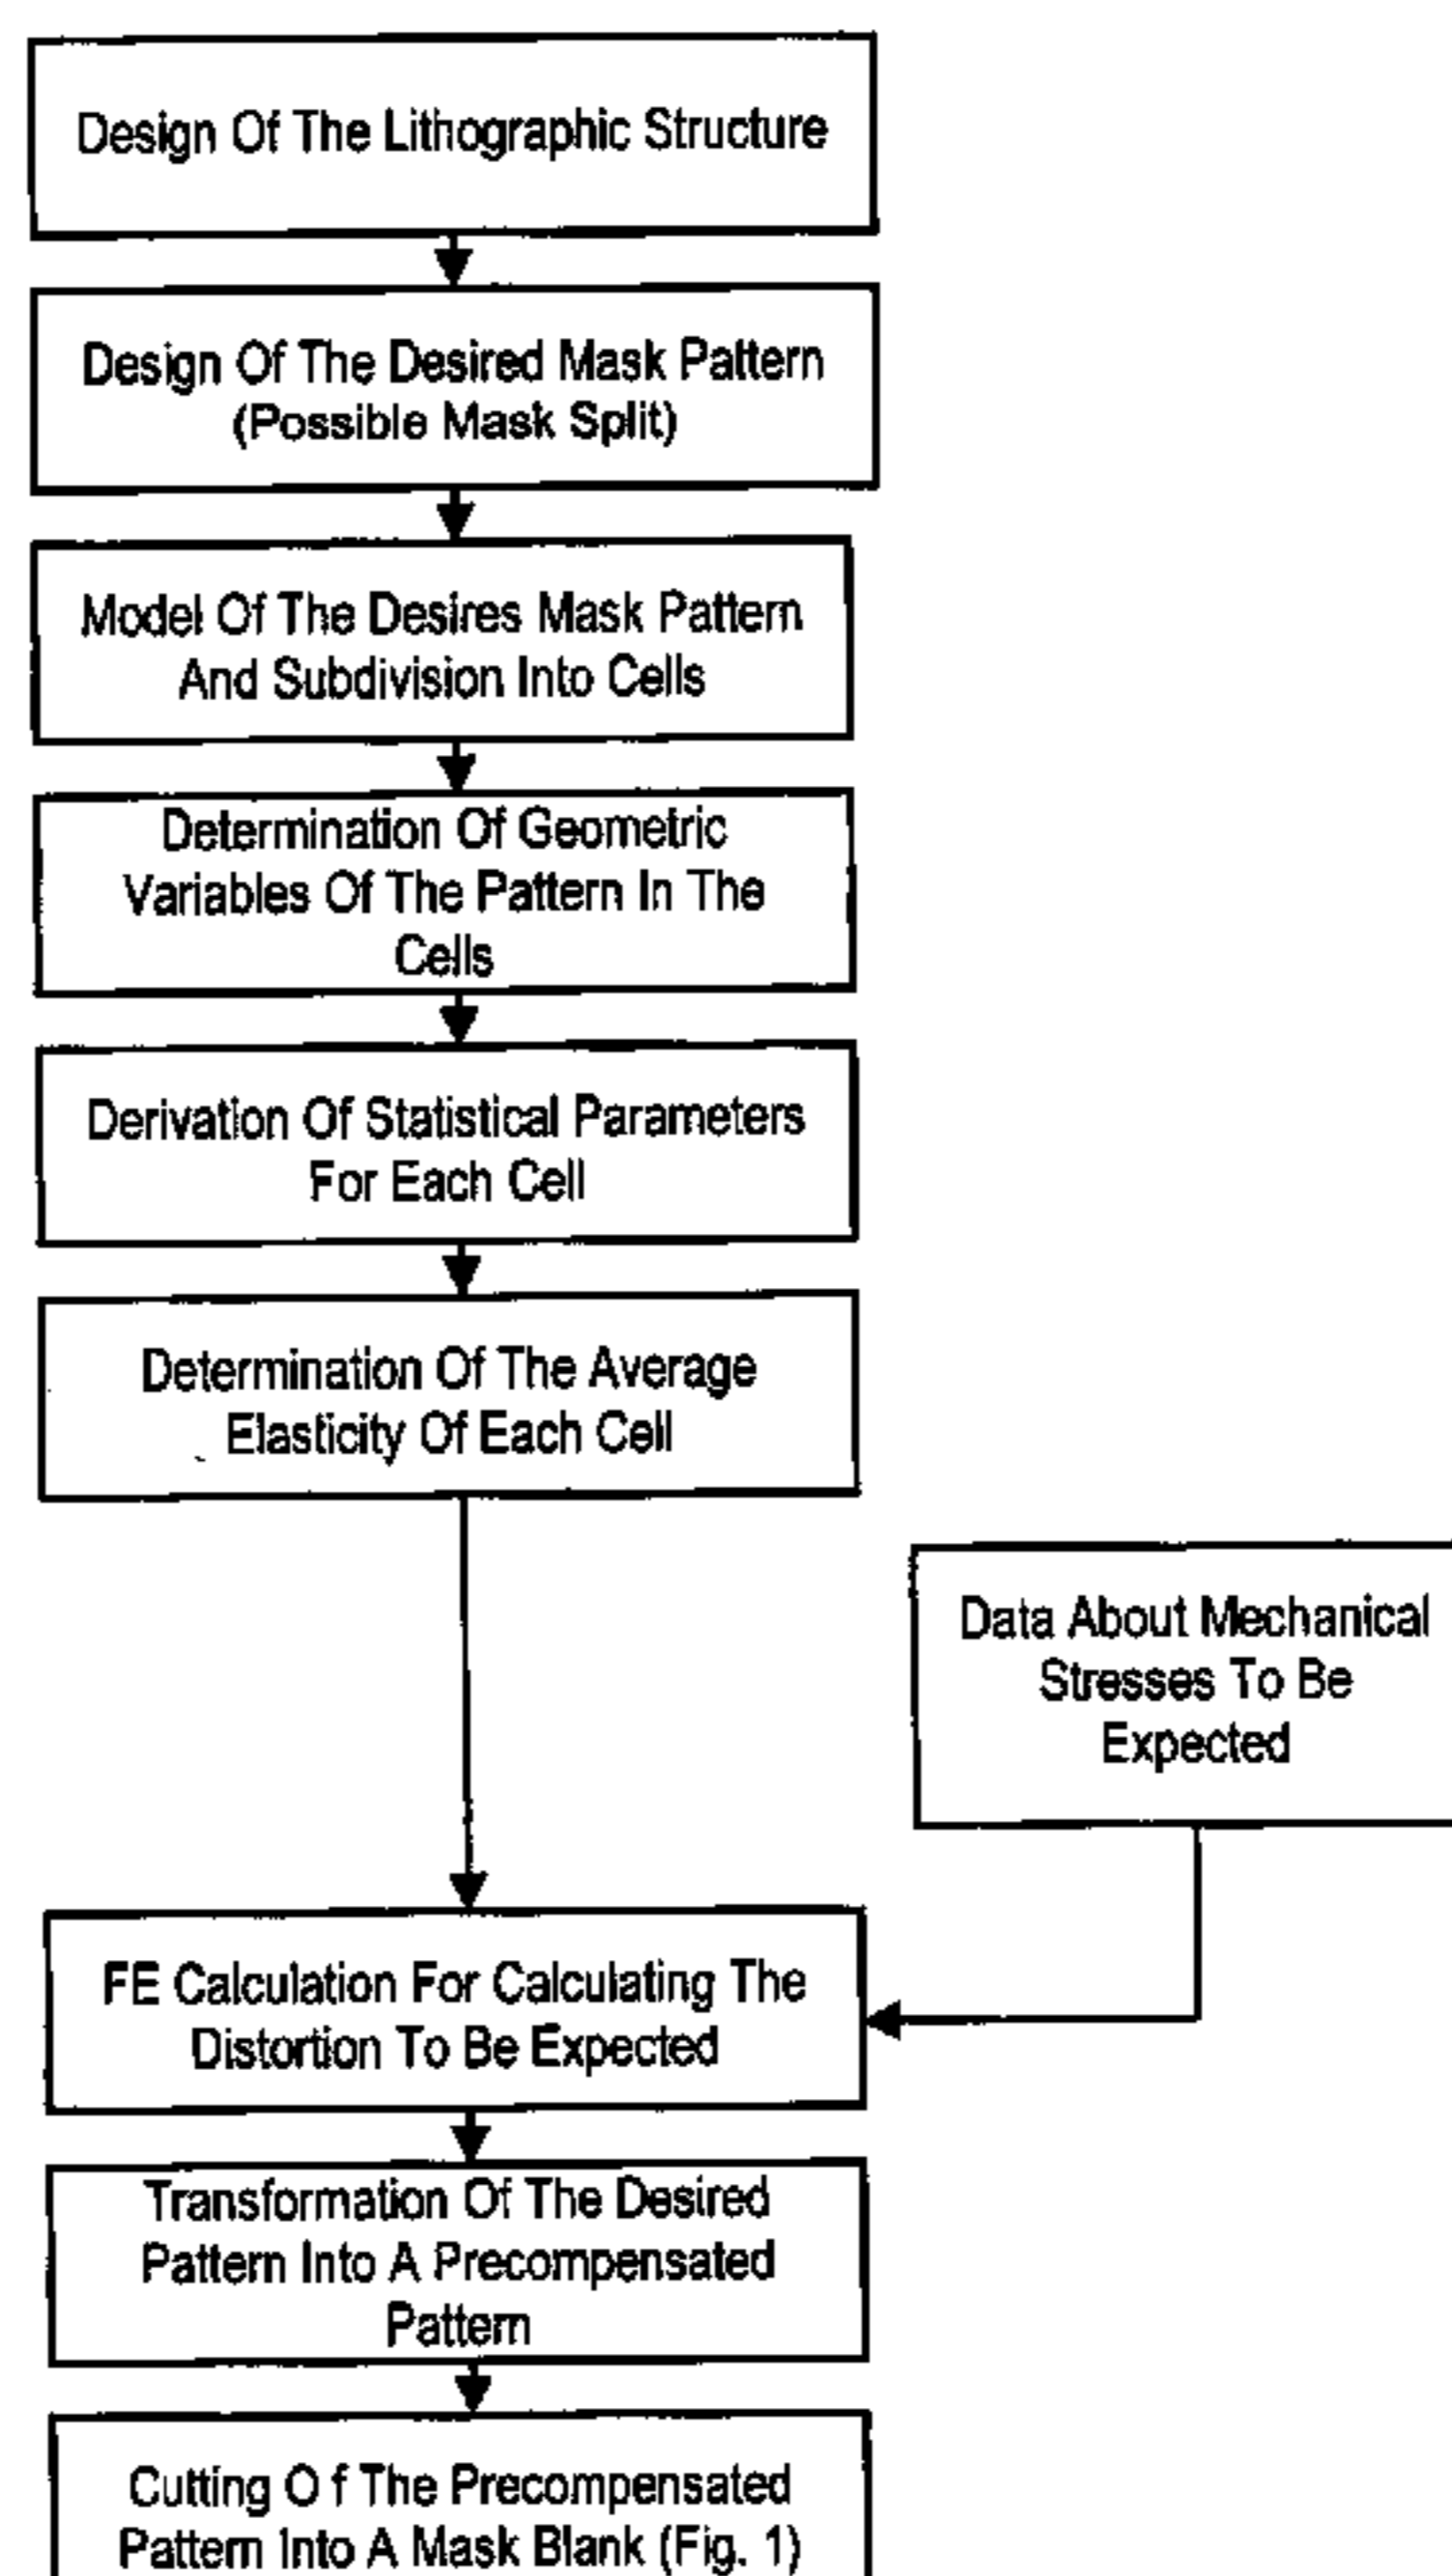 Design Of The Lithographic Structure
Design Of The Desired Mask Pattern
(Possible Mask Split)
Model Of The Desires Mask Pattern
And Subdivision Into Cells
Determination Of Geometric
Variables Of The Pattern In The
Cells
Derivation Of Statistical Parameters
For Each Cell
Determination Of The Average
Elasticity Of Each Cell
Data About Mechanical
Stresses To Be
Expected
FE Calculation For Calculating The
Distortion To Be Expected
Transformation Of The Desired
Pattern Into A Precompensated
Pattern
Cutting O f The Precompensated
Pattern Into A Mask Blank (Fig. 1)